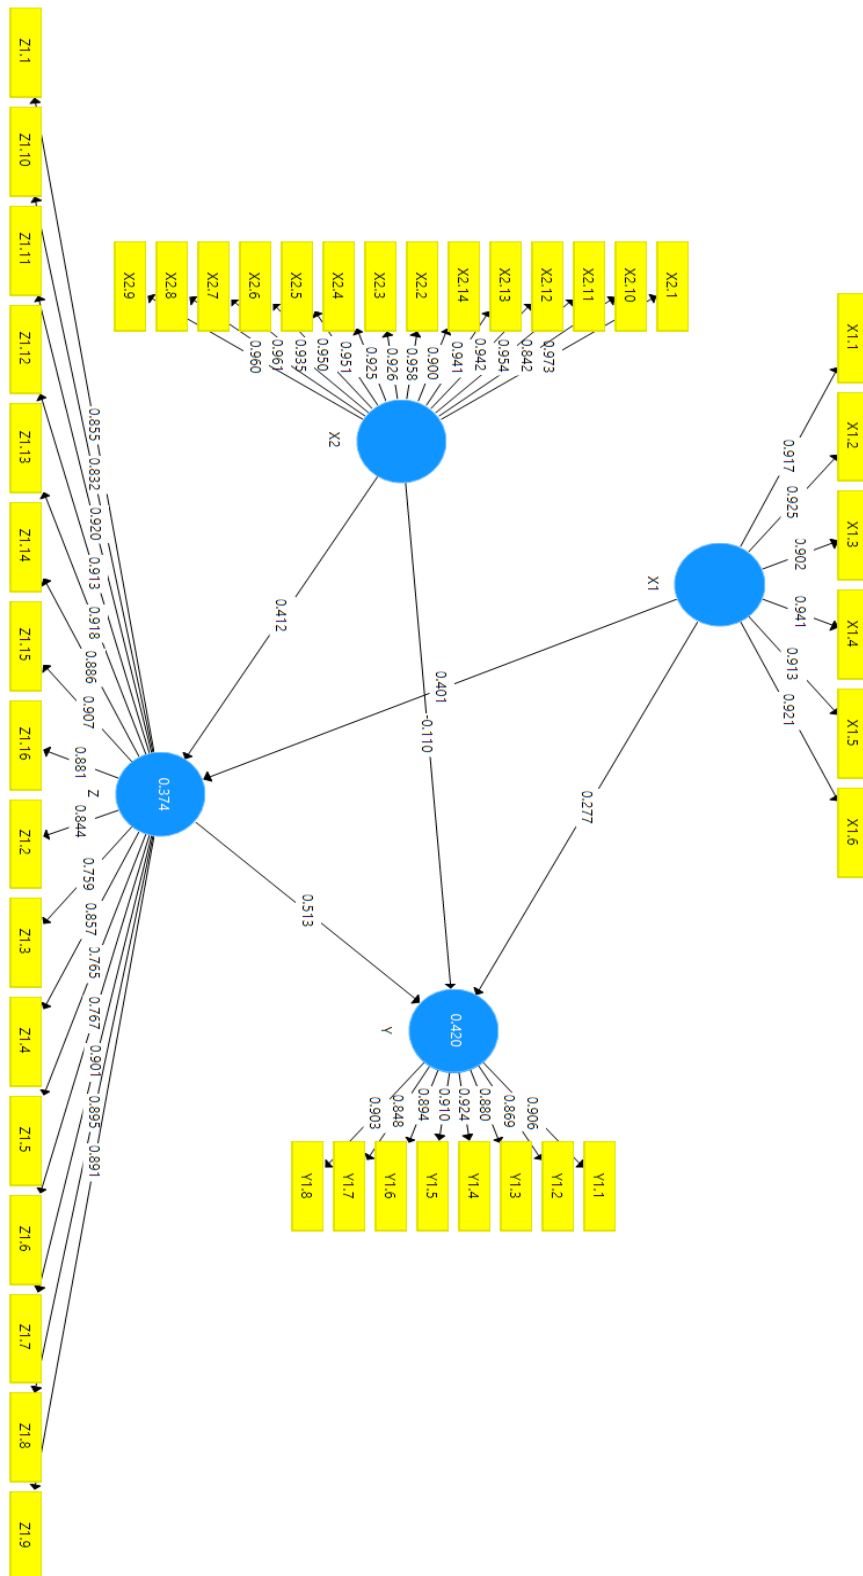 X1.1
X1.2
X1.3
X1.4
X1.5
X1.6
0.917
0.925
0.902
0.941
0.913
0.921
X1
X2.1
X2.10
X2.11
X2.12
X2.13
X2.14
X2.2
X2.3
X2.4
X2.5
X2.6
X2.7
X2.8
X2.9
0.973
0.842
0.954
0.942
0.941
0.900
0.958
0.926
0.925
0.951
0.950
0.935
0.961
0.960
X2
0.277
0.401
-0.110
0.412
0.513
0.420
Y
0.906
0.869
0.880
0.924
0.910
0.894
0.848
0.903
Y1.1
Y1.2
Y1.3
Y1.4
Y1.5
Y1.6
Y1.7
Y1.8
0.374
Z
0.855
0.832
0.920
0.913
0.918
0.886
0.907
0.881
0.844
0.759
0.857
0.765
0.767
0.901
0.895
0.891
Z1.1
Z1.10
Z1.11
Z1.12
Z1.13
Z1.14
Z1.15
Z1.16
Z1.2
Z1.3
Z1.4
Z1.5
Z1.6
Z1.7
Z1.8
Z1.9